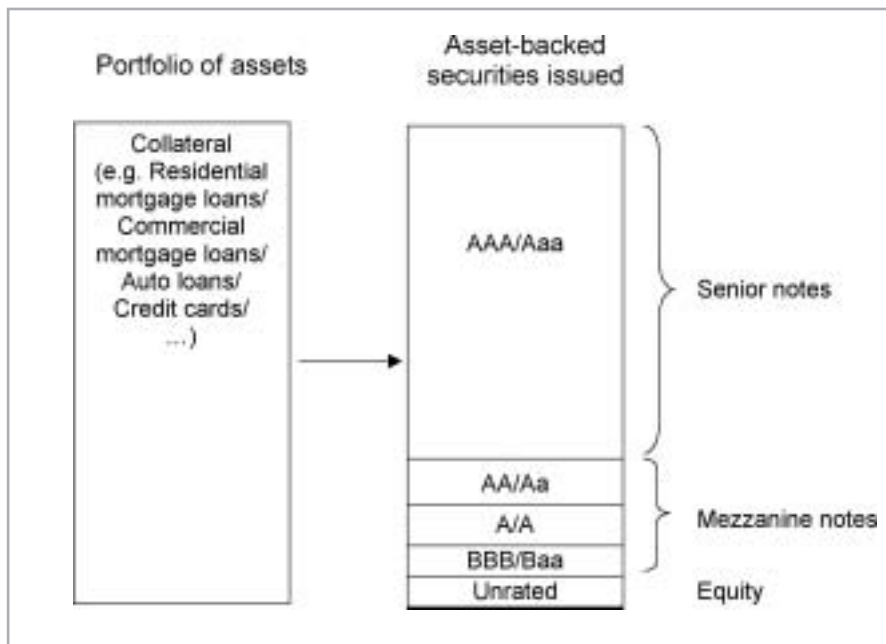 Portfolio of assets
Asset-backed
securities issued
Collateral
(e.g. Residential
mortgage loans/
Commercial
mortgage loans/
Auto loans/
Credit cards/
…)
AAA/Aaa
Senior notes
AA/Aa
A/A
BBB/Baa
Mezzanine notes
Unrated
Equity